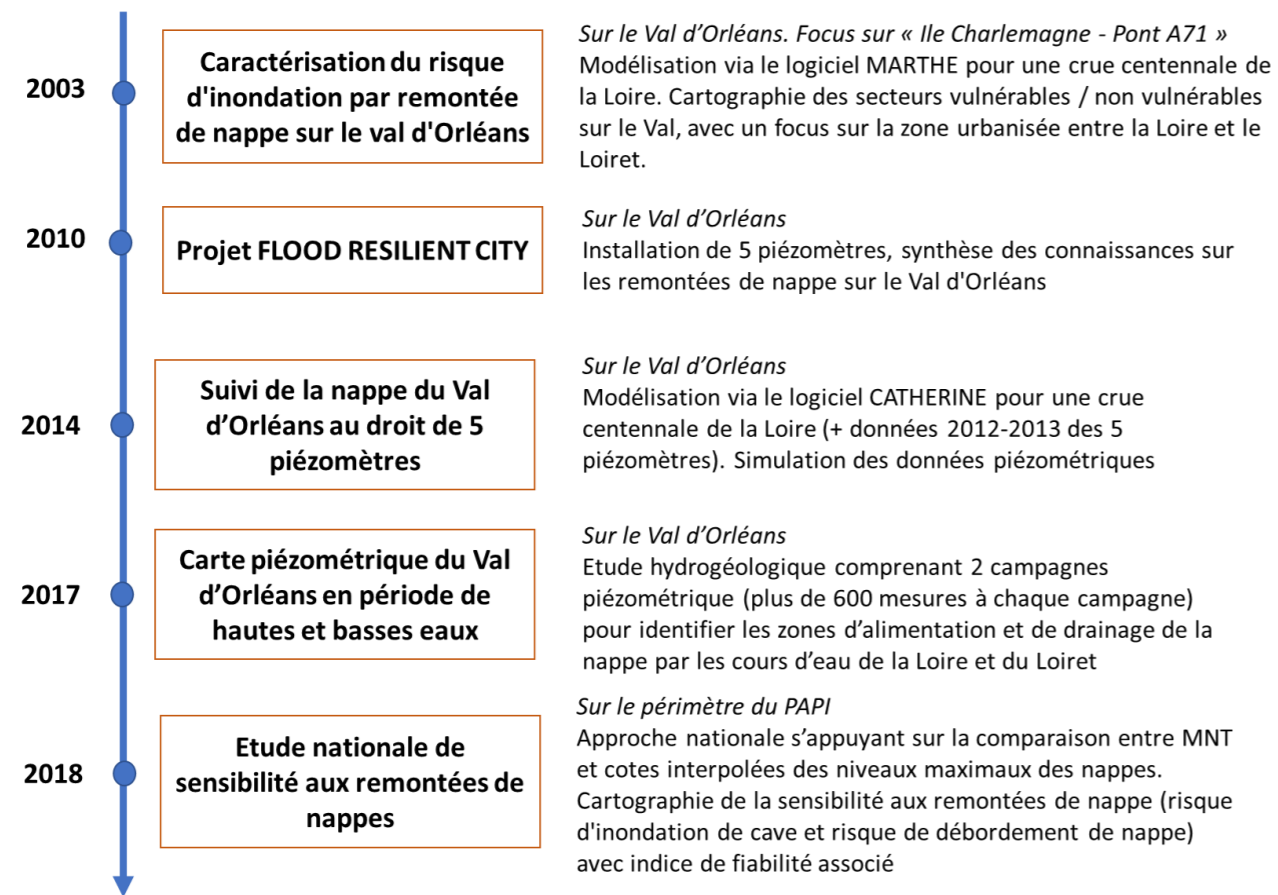 2003
Caractérisation du risque
d'inondation par remontée
de nappe sur le val d'Orléans
Sur le Val d’Orléans. Focus sur « Ile Charlemagne - Pont A71 »
Modélisation via le logiciel MARTHE pour une crue centennale de
la Loire. Cartographie des secteurs vulnérables / non vulnérables
sur le Val, avec un focus sur la zone urbanisée entre la Loire et le
Loiret.
2010
Projet FLOOD RESILIENT CITY
Sur le Val d’Orléans
Installation de 5 piézomètres, synthèse des connaissances sur
les remontées de nappe sur le Val d'Orléans
2014
Suivi de la nappe du Val
d’Orléans au droit de 5
piézomètres
Sur le Val d’Orléans
Modélisation via le logiciel CATHERINE pour une crue
centennale de la Loire (+ données 2012-2013 des 5
piézomètres). Simulation des données piézométriques
2017
Carte piézométrique du Val
d’Orléans en période de
hautes et basses eaux
Sur le Val d’Orléans
Etude hydrogéologique comprenant 2 campagnes
piézométrique (plus de 600 mesures à chaque campagne)
pour identifier les zones d’alimentation et de drainage de la
nappe par les cours d’eau de la Loire et du Loiret
2018
Etude nationale de
sensibilité aux remontées de
nappes
Sur le périmètre du PAPI
Approche nationale s’appuyant sur la comparaison entre MNT
et cotes interpolées des niveaux maximaux des nappes.
Cartographie de la sensibilité aux remontées de nappe (risque
d'inondation de cave et risque de débordement de nappe)
avec indice de fiabilité associé